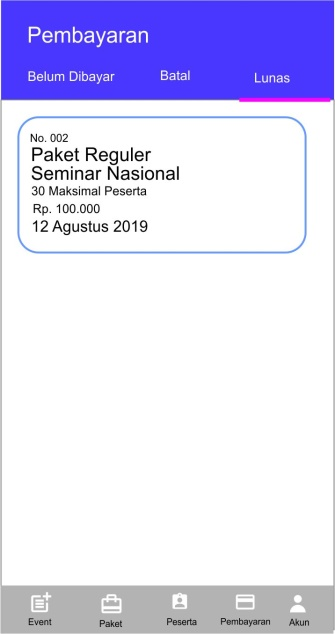 Pembayaran
Belum Dibayar Batal Lunas
No. 002
Paket Reguler
Seminar Nasional
30 Maksimal Peserta
Rp. 100.000
12 Agustus 2019
Event Paket Peserta Pembayaran Akun